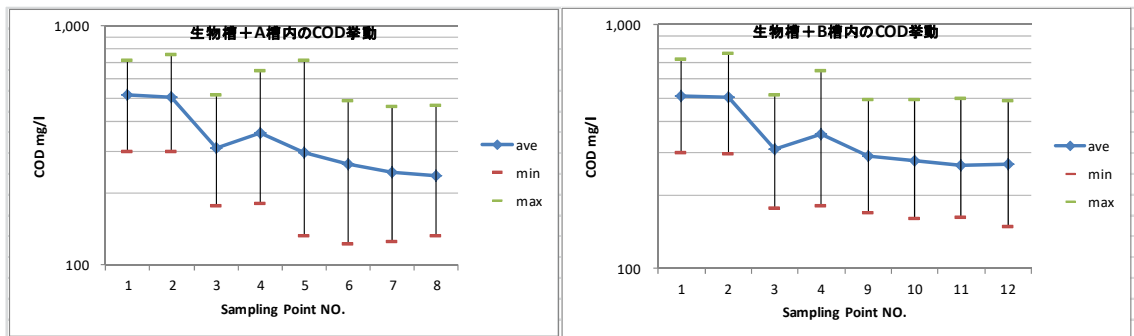 生物槽+A槽内のCOD挙動
1,000
100
COD mg/l
1 2 3 4 5 6 7 8
Sampling Point NO.
ave
min
max
生物槽+B槽内のCOD挙動
1,000
100
COD mg/l
1 2 3 4 9 10 11 12
Sampling Point NO.
ave
min
max